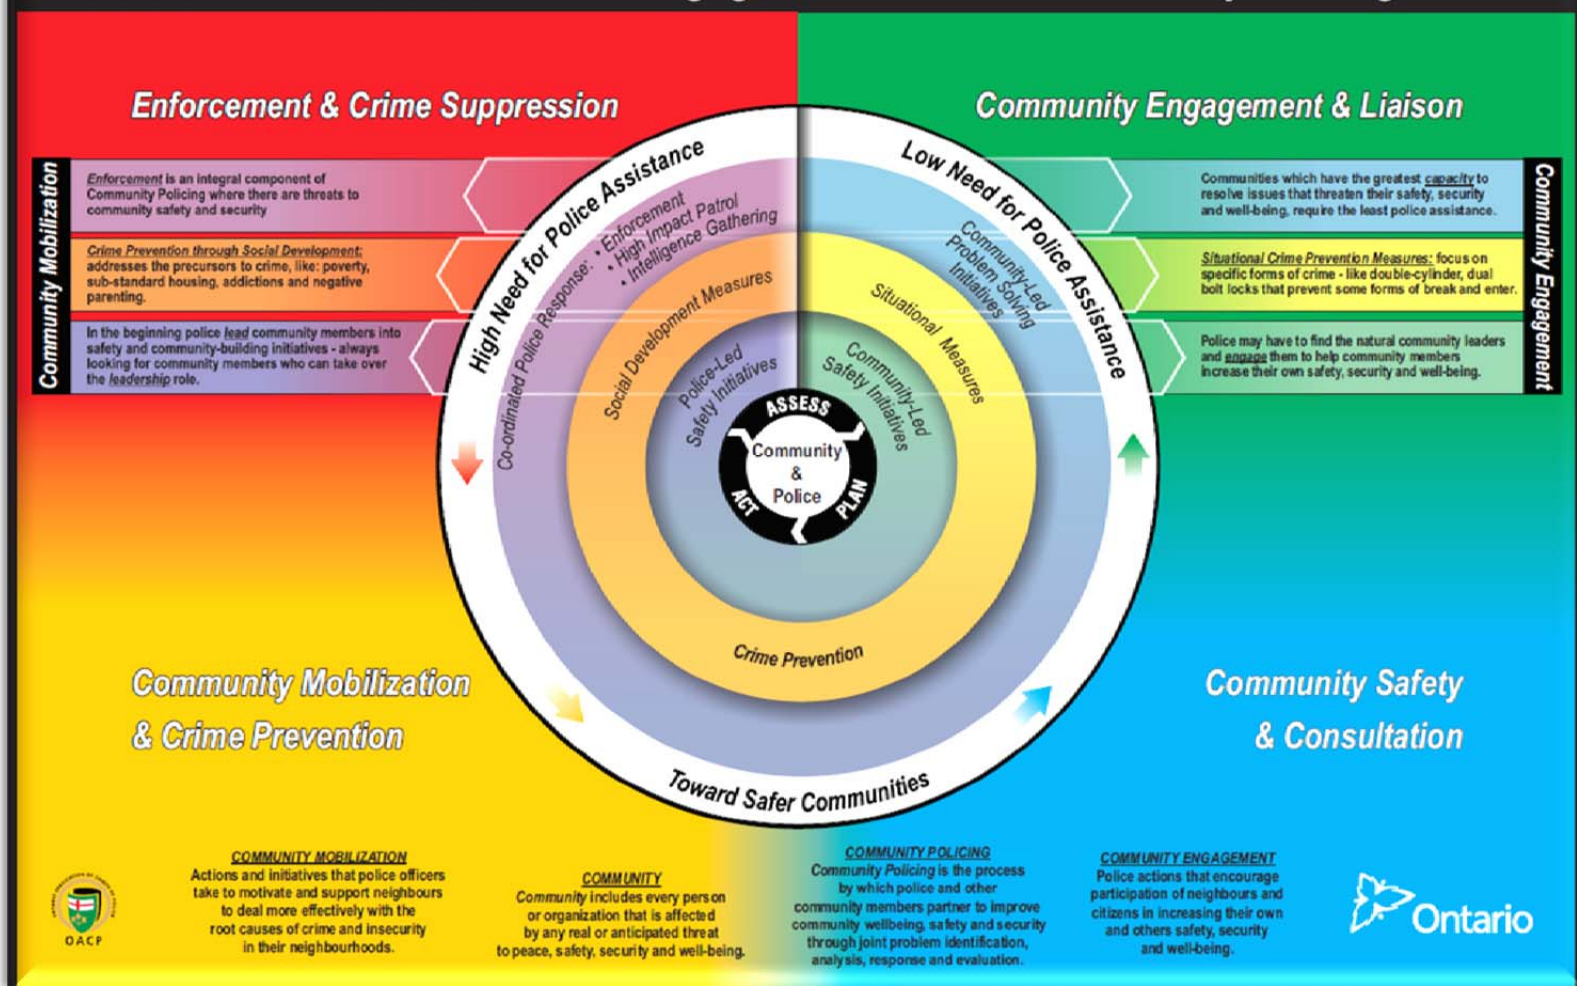 Enforcement & Crime Suppression
Community Engagement & Liaison
Community Mobilization
Enforcement is an integral component of
Community Policing where there are threats to
community safety and security
Crime Prevention through Social Development:
addresses the precursors to crime, like: poverty,
sub-standard housing, addictions and negative
parenting.
In the beginning police lead community members into
safety and community-building initiatives - always
looking for community members who can take over
the leadership role.
High Need for Police Assistance
Low Need for Police Assistance
Co-ordinated Police Response:
• Enforcement
• High Impact Patrol
• Intelligence Gathering
Community-Led
Problem Solving
Initiatives
Social Development Measures
Situational Measures
Police-Led
Safety Initiatives
Community-Led
Safety Initiatives
ASSESS
PLAN
ACT
Community
&
Police
Crime Prevention
Toward Safer Communities
Communities which have the greatest capacity to
resolve issues that threaten their safety, security
and well-being, require the least police assistance.
Situational Crime Prevention Measures: focus on
specific forms of crime - like double-cylinder, dual
bolt locks that prevent some forms of break and enter.
Police may have to find the natural community leaders
and engage them to help community members
increase their own safety, security and well-being.
Community Engagement
Community Mobilization
& Crime Prevention
Community Safety
& Consultation
OACP
COMMUNITY MOBILIZATION
Actions and initiatives that police officers
take to motivate and support neighbours
to deal more effectively with the
root causes of crime and insecurity
in their neighbourhoods.
COMMUNITY
Community includes every person
or organization that is affected
by any real or anticipated threat
to peace, safety, security and well-being.
COMMUNITY POLICING
Community Policing is the process
by which police and other
community members partner to improve
community wellbeing, safety and security
through joint problem identification,
analysis, response and evaluation.
COMMUNITY ENGAGEMENT
Police actions that encourage
participation of neighbours and
citizens in increasing their own
and others safety, security
and well-being.
Ontario